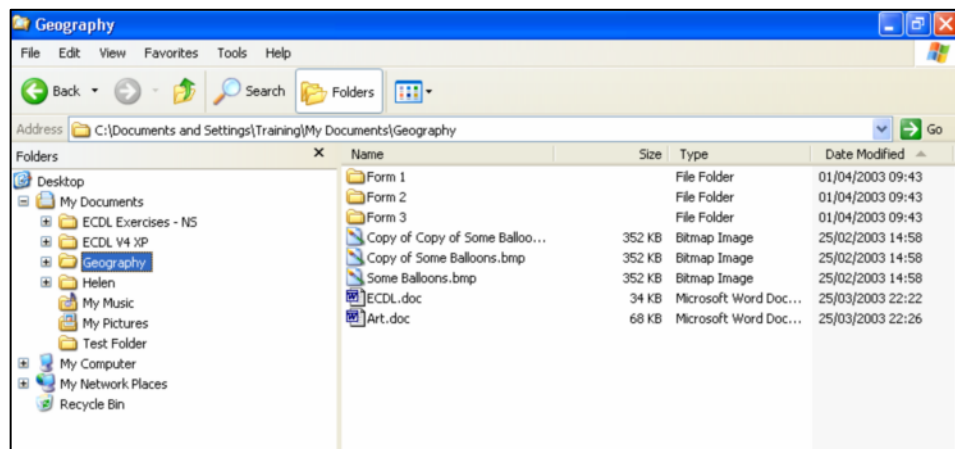 Geography
File Edit View Favorites Tools Help
Back Search Folders
Address C:\Documents and Settings\Training\My Documents\Geography Go
Folders Name Size Type Date Modified
Desktop
My Documents
ECDL Exercises - NS
ECDL V4 XP
Geography
Helen
My Music
My Pictures
Test Folder
My Computer
My Network Places
Recycle Bin
Form 1 File Folder 01/04/2003 09:43
Form 2 File Folder 01/04/2003 09:43
Form 3 File Folder 01/04/2003 09:43
Copy of Copy of Some Balloo... 352 KB Bitmap Image 25/02/2003 14:58
Copy of Some Balloons.bmp 352 KB Bitmap Image 25/02/2003 14:58
Some Balloons.bmp 352 KB Bitmap Image 25/02/2003 14:58
ECDL.doc 34 KB Microsoft Word Doc... 25/03/2003 22:22
Art.doc 68 KB Microsoft Word Doc... 25/03/2003 22:26